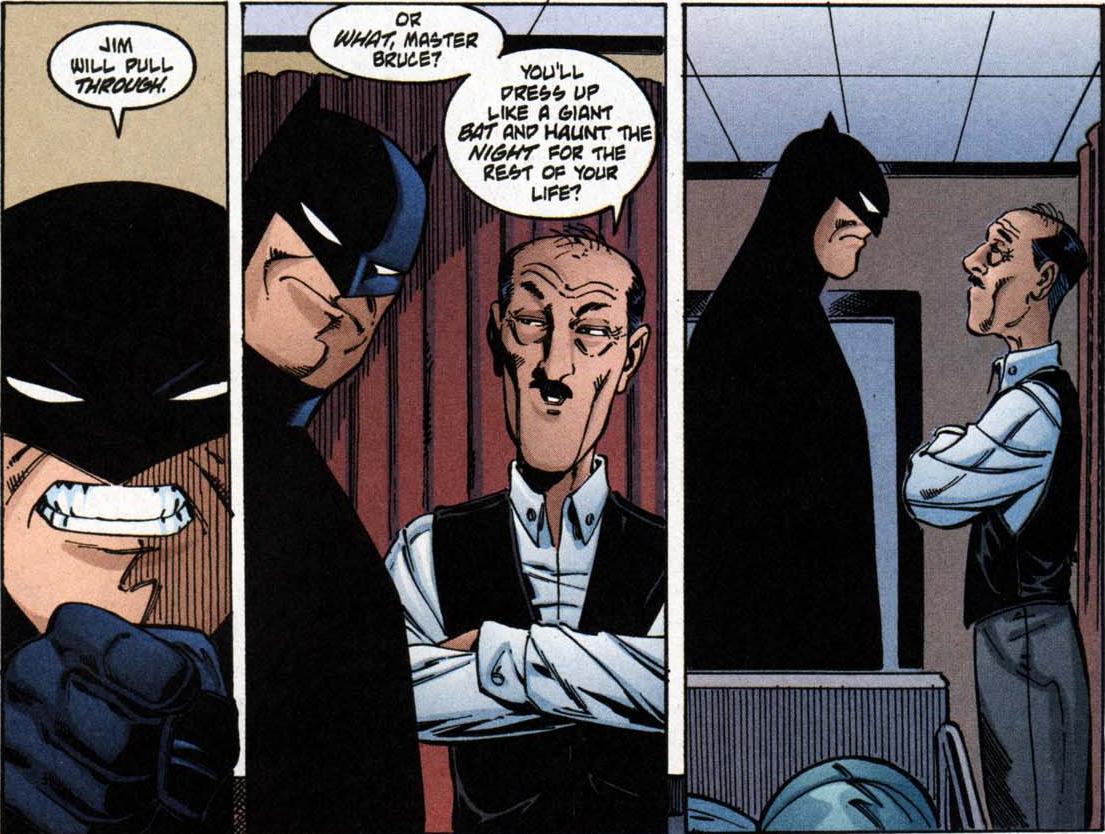 JIM
WILL PULL
THROUGH.
OR
WHAT, MASTER
BRUCE?
YOU'LL
DRESS UP
LIKE A GIANT
BAT AND HAUNT THE
NIGHT FOR THE
REST OF YOUR
LIFE?